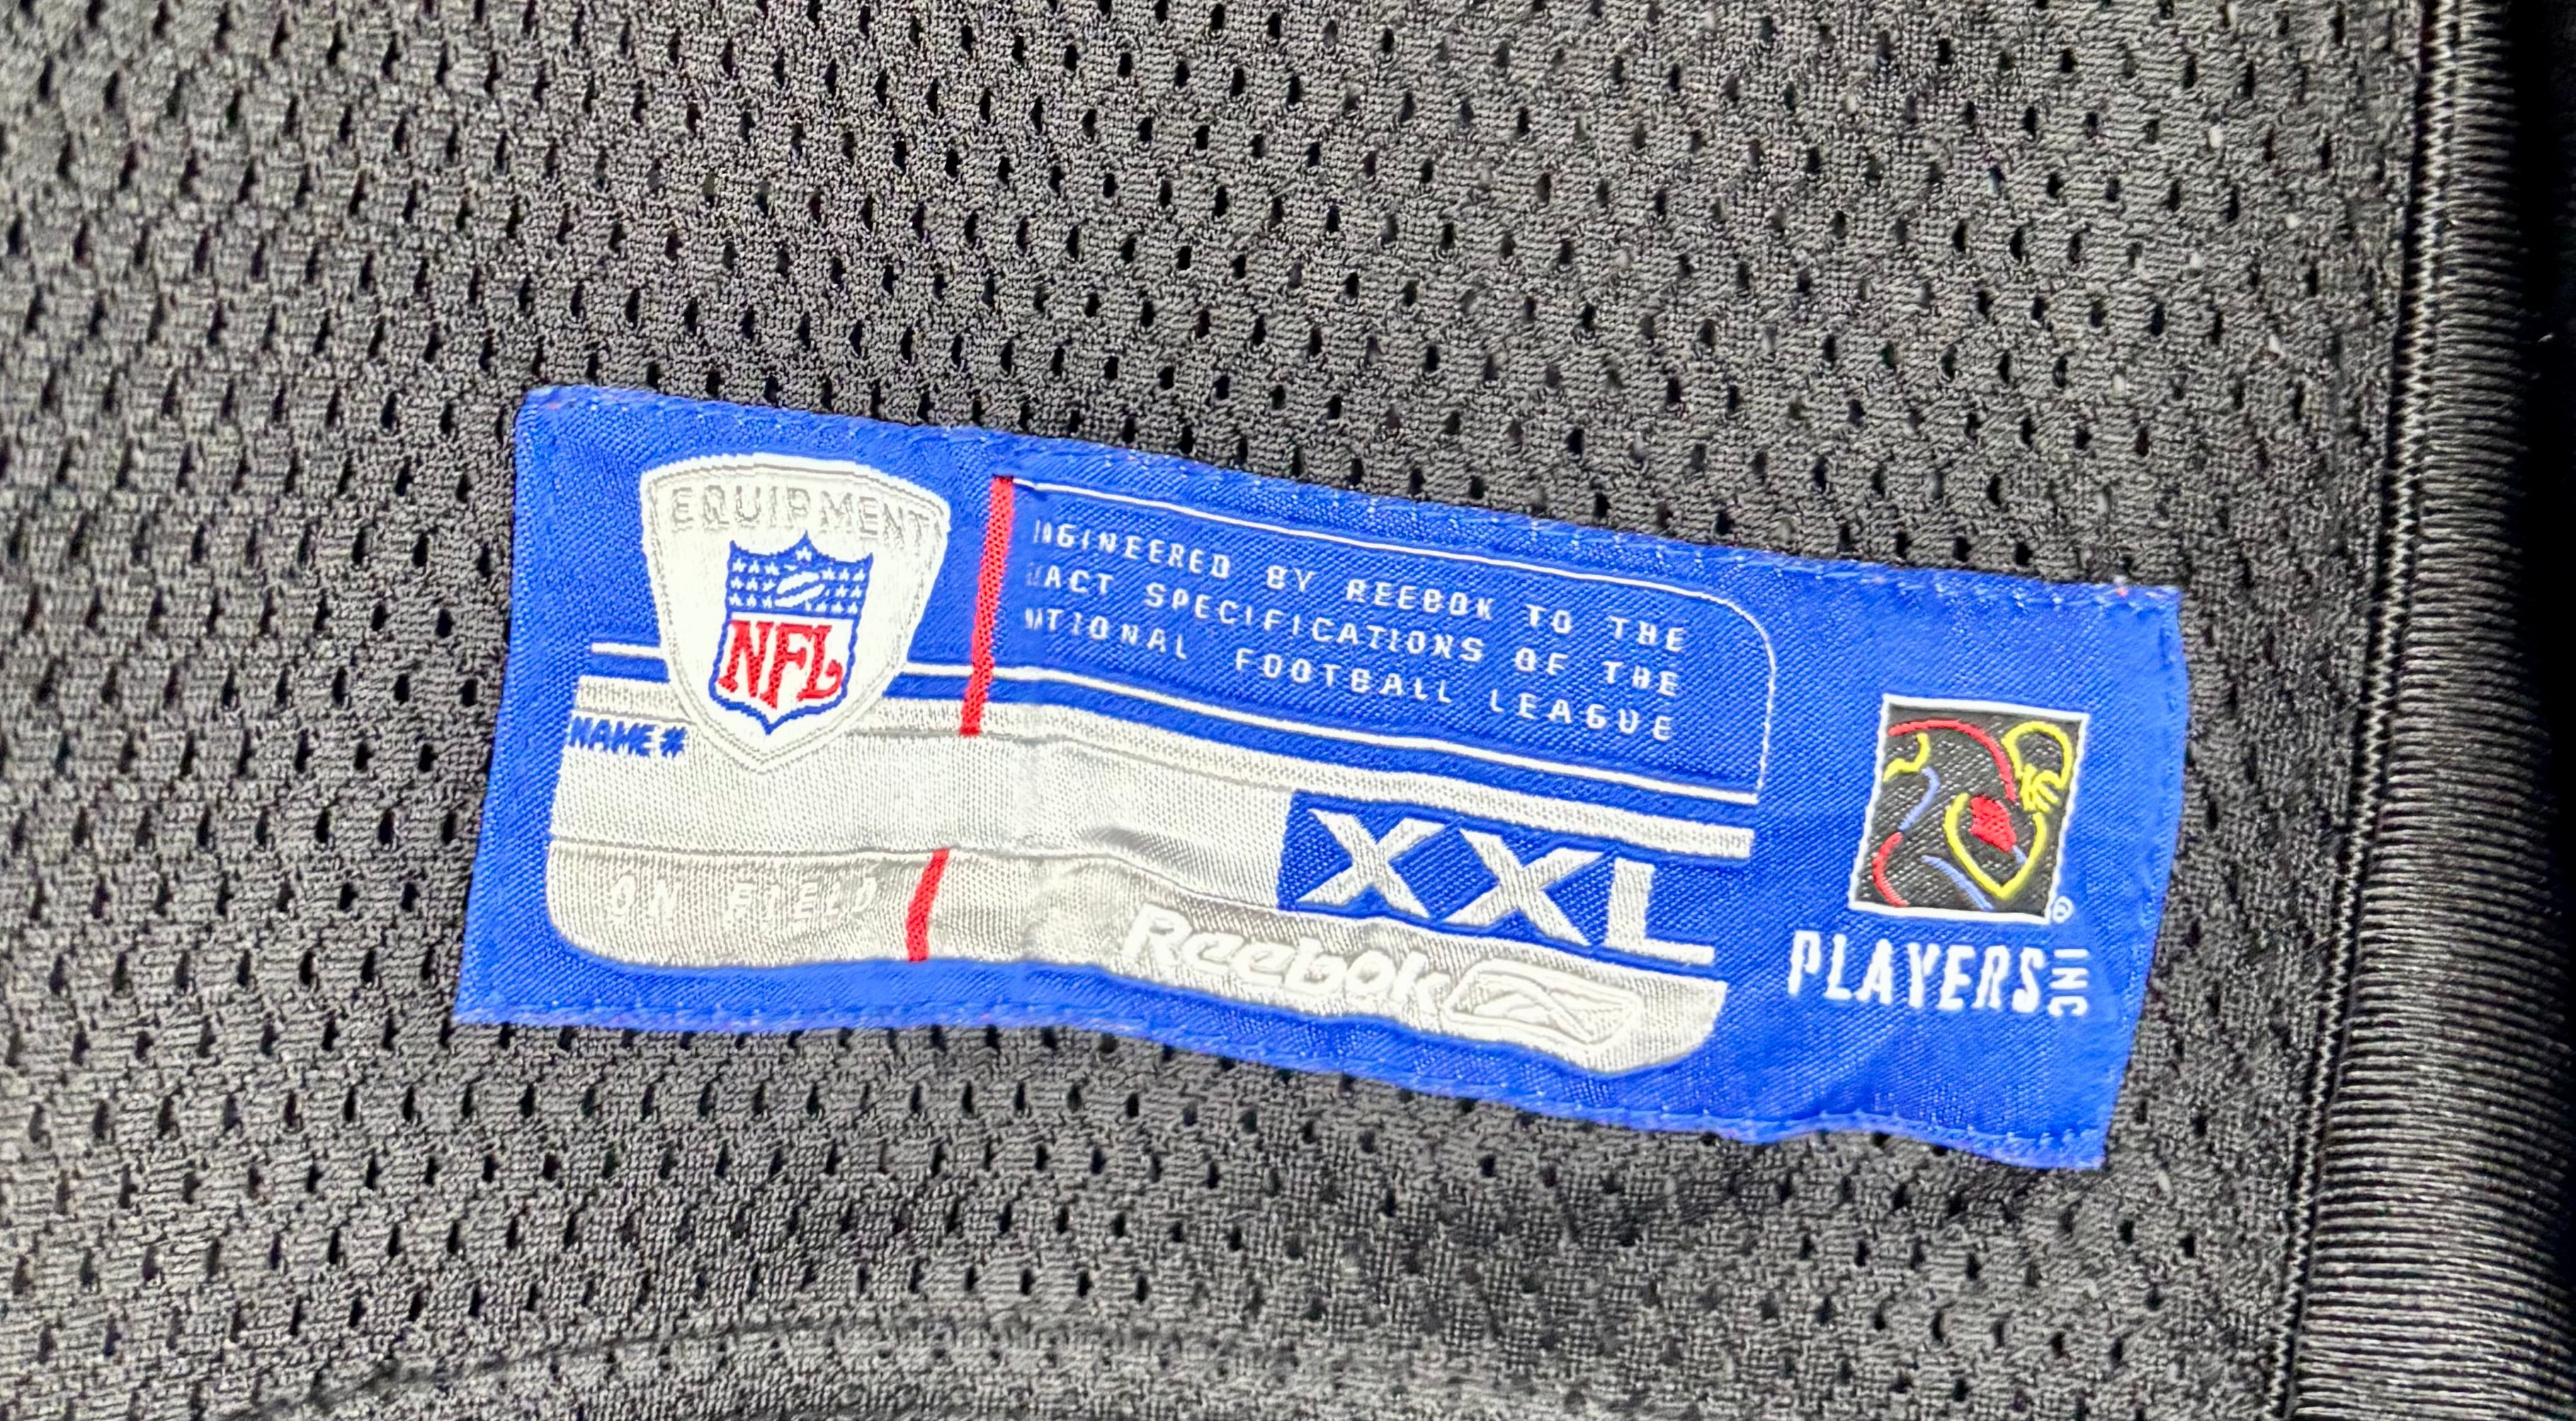 EQUIPMENT
NFL
NGINEERED BY REEBOK TO THE
ACT SPECIFICATIONS OF THE
TIONAL FOOTBALL LEAGUE
NAME #
XXL
ON FIELD
Reebok
®
PLAYERS INC